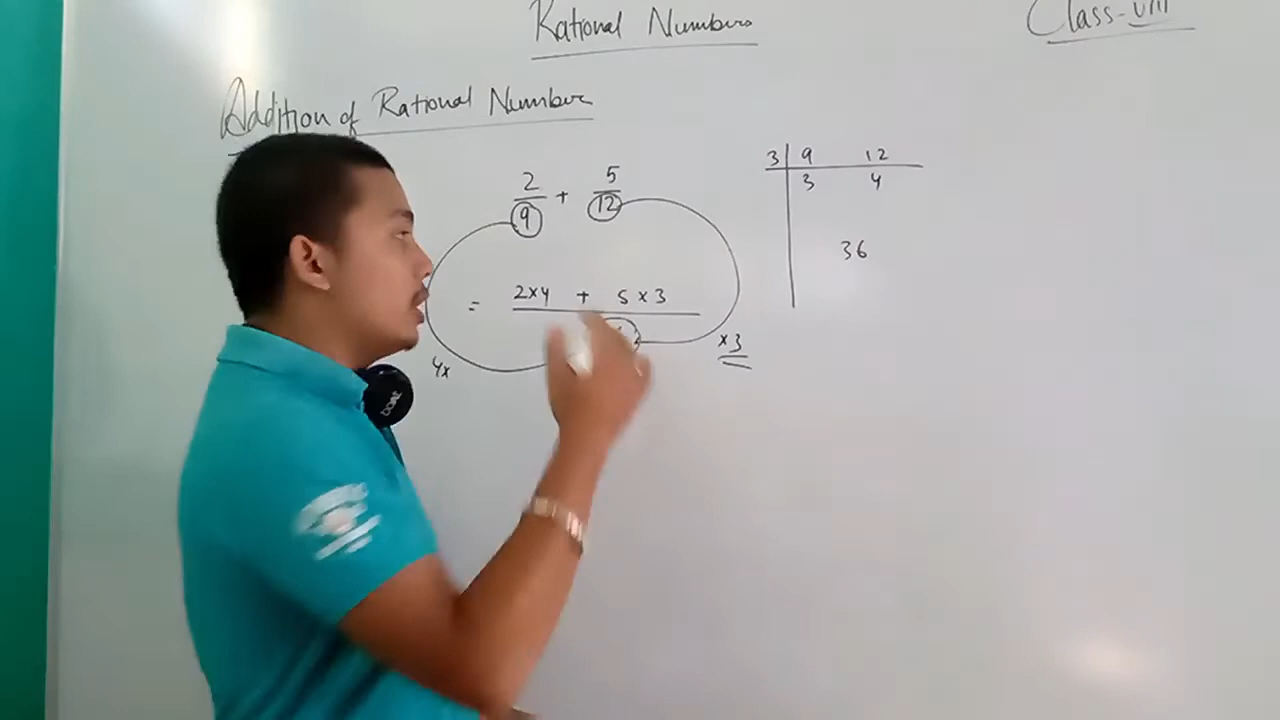 Rational Numbers
Class-VIII
Addition of Rational Number
2/9 + 5/12
= 2×4 + 5×3
4×
×3
3 | 9 12
3 4
36
boAt